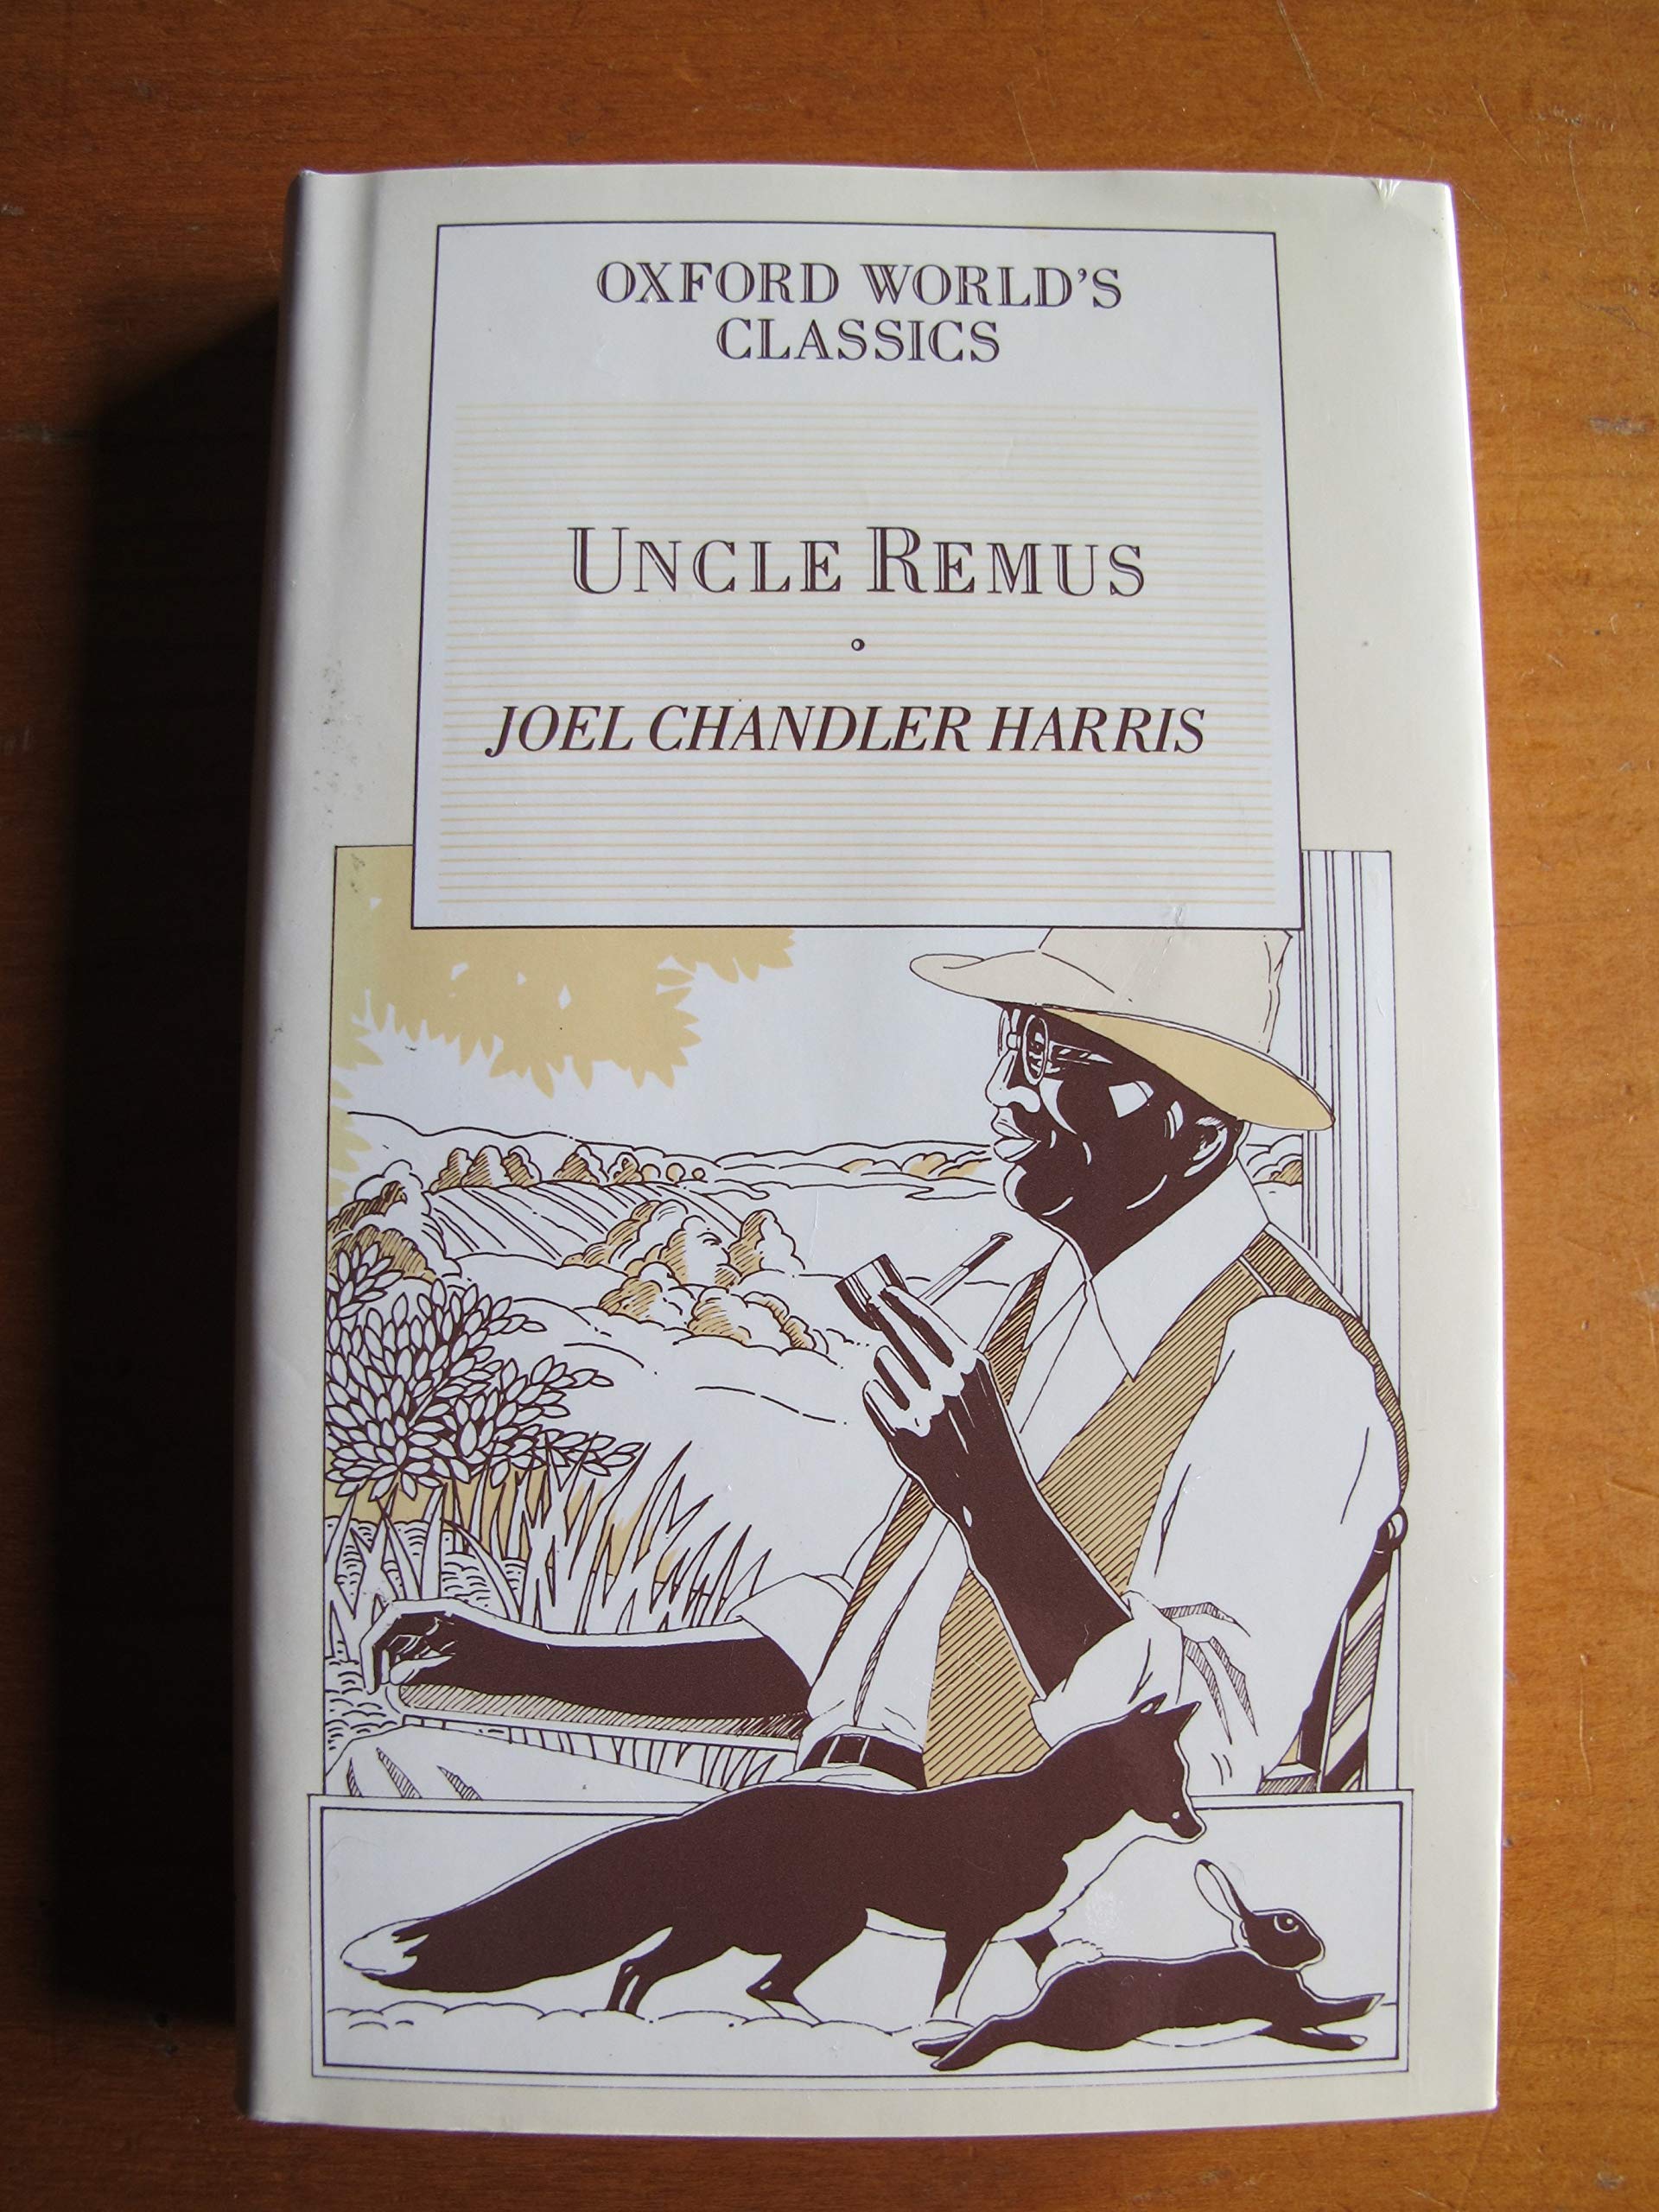 OXFORD WORLD'S
CLASSICS
UNCLE REMUS
JOEL CHANDLER HARRIS